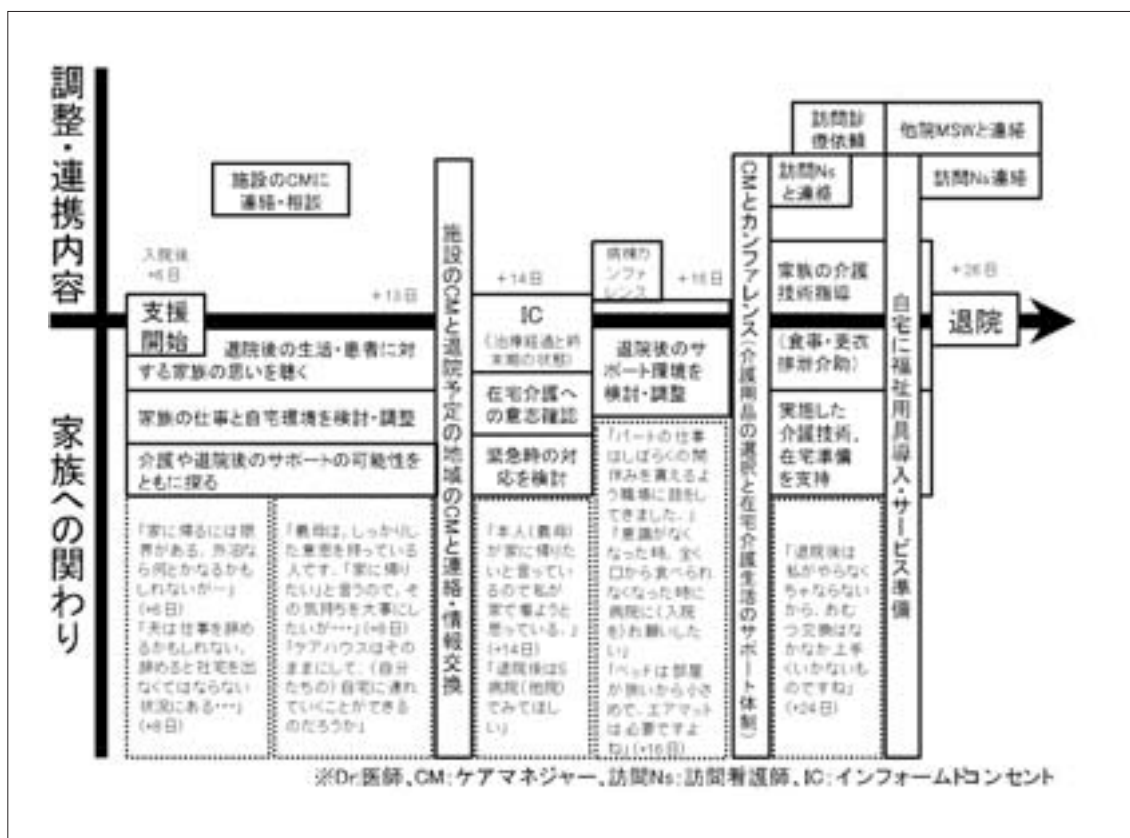 調整・連携内容
家族への関わり
施設のCMに
連絡・相談
入院後
+6日
支援
開始
+13日
退院後の生活・患者に対
する家族の思いを聴く
家族の仕事と自宅環境を検討・調整
介護や退院後のサポートの可能性を
ともに探る
「家に帰るには限
界がある。外泊な
ら何とかなるかも
しれないが…」
(+6日)
「夫は仕事を辞め
るかもしれない。
辞めると社宅を出
なくてはならない
状況にある…」
「義母は、しっかりし
た意思を持っている
人です。「家に帰り
たい」と言うので、そ
の気持ちを大事にし
たいが…」
「ケアハウスはその
ままにして、(自分
たちの)自宅に連れ
ていくことができる
のだろうか」
施設のCMと退院予定の地域のCMと連絡・情報交換
+14日
IC
(治療経過と終
末期の状態)
在宅介護へ
の意志確認
緊急時の対
応を検討
「本人(義母)
が家に帰りた
いと言ってい
るので私が
家で看ようと
思っている。」
(+14日)
「退院後はS
病院(他院)
でみてほし
い」
病棟カ
ンファ
レンス
+16日
退院後のサ
ポート環境を
検討・調整
「パートの仕事
はしばらくの間
休みを貰えるよ
う職場に話をし
てきました。」
「意識がなく
なった時、全く
口から食べられ
なくなった時に
病院に(入院
を)お願いした
い」
「ベッドは部屋
が狭いから小さ
めで、エアマット
は必要ですよ
ね」(+16日)
CMとカンファレンス(介護用品の選択と在宅介護生活のサポート体制)
訪問診
療依頼
訪問Ns
と連絡
家族の介護
技術指導
(食事・更衣
排泄介助)
実施した
介護技術、
在宅準備
を支持
「退院後は
私がやらなく
ちゃならない
から、おむ
つ交換はな
かなか上手
くいかないも
のですね」
(+24日)
自宅に福祉用具導入・サービス準備
他院MSWと連絡
訪問Ns連絡
+26日
退院
※Dr:医師、CM:ケアマネジャー、訪問Ns:訪問看護師、IC:インフォームドコンセント